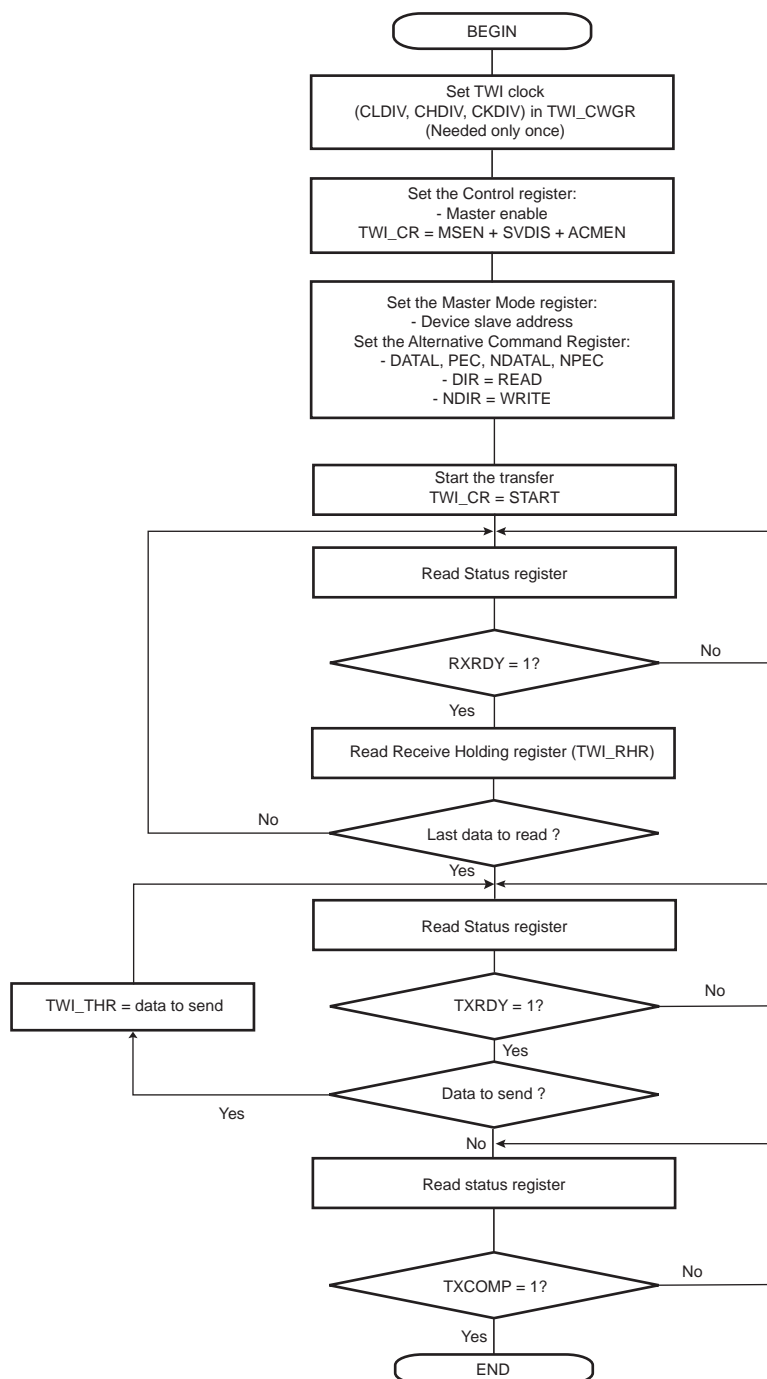 BEGIN
Set TWI clock
(CLDIV, CHDIV, CKDIV) in TWI_CWGR
(Needed only once)
Set the Control register:
- Master enable
TWI_CR = MSEN + SVDIS + ACMEN
Set the Master Mode register:
- Device slave address
Set the Alternative Command Register:
- DATAL, PEC, NDATAL, NPEC
- DIR = READ
- NDIR = WRITE
Start the transfer
TWI_CR = START
Read Status register
RXRDY = 1?
No
Yes
Read Receive Holding register (TWI_RHR)
No
Last data to read ?
Yes
Read Status register
TWI_THR = data to send
TXRDY = 1?
No
Yes
Data to send ?
Yes
No
Read status register
TXCOMP = 1?
No
Yes
END